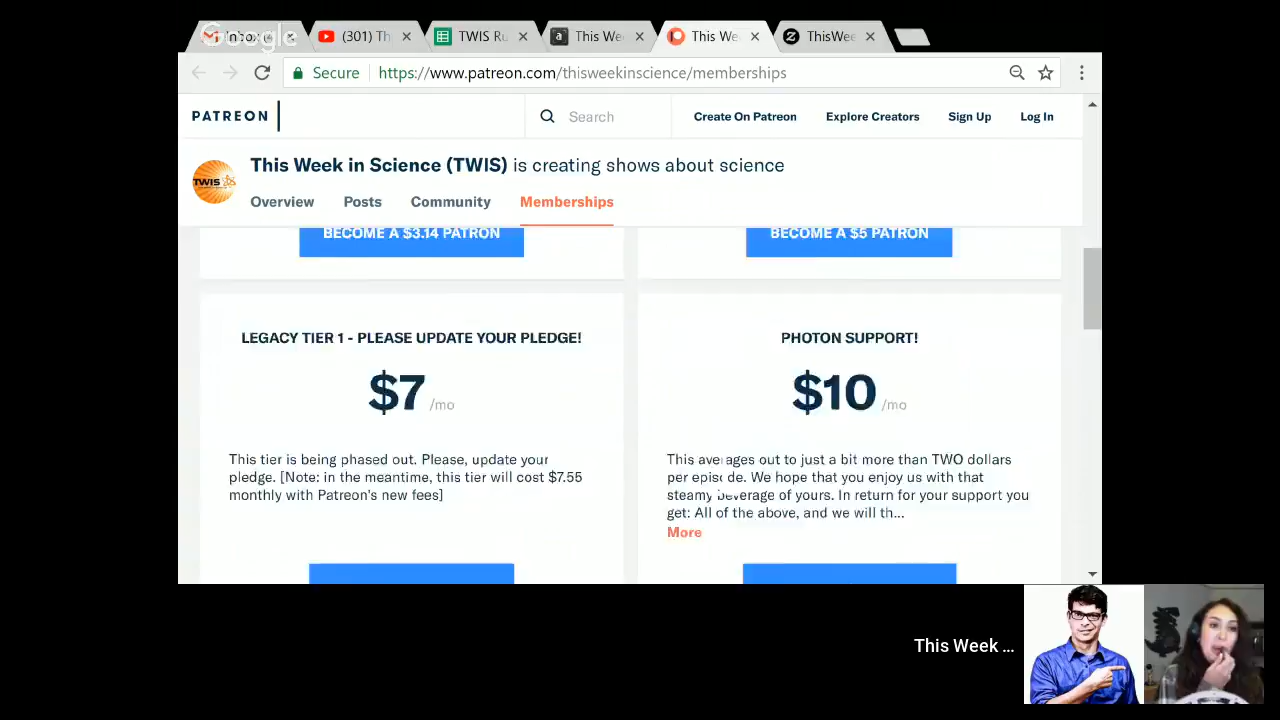 Google
Inbox
(301) Th
TWIS Ru
This Wee
This We
ThisWee
Secure
https://www.patreon.com/thisweekinscience/memberships
PATREON
Search
Create On Patreon
Explore Creators
Sign Up
Log In
TWIS
This Week in Science (TWIS) is creating shows about science
Overview
Posts
Community
Memberships
BECOME A $3.14 PATRON
BECOME A $5 PATRON
LEGACY TIER 1 - PLEASE UPDATE YOUR PLEDGE!
$7 /mo
This tier is being phased out. Please, update your
pledge. [Note: in the meantime, this tier will cost $7.55
monthly with Patreon's new fees]
PHOTON SUPPORT!
$10 /mo
This averages out to just a bit more than TWO dollars
per episode. We hope that you enjoy us with that
steamy beverage of yours. In return for your support you
get: All of the above, and we will th...
More
This Week ...